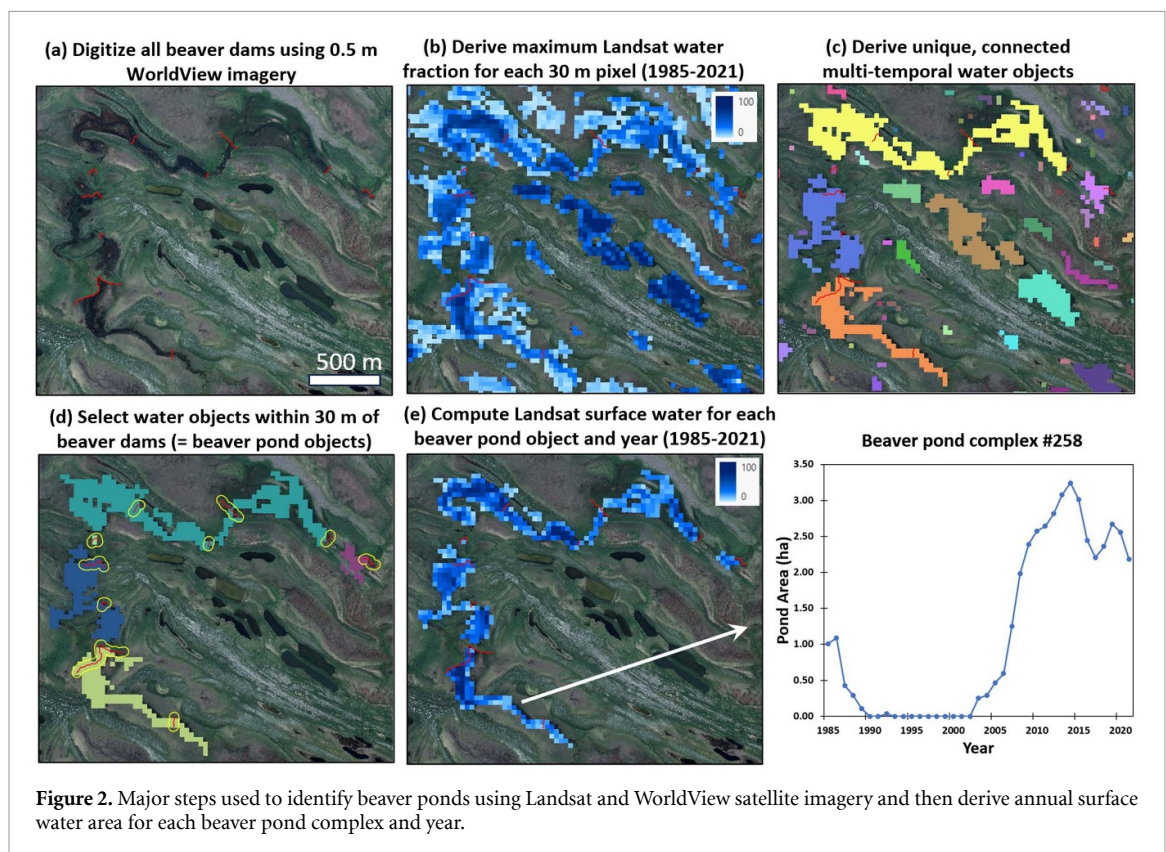 (a) Digitize all beaver dams using 0.5 m
WorldView imagery
(b) Derive maximum Landsat water
fraction for each 30 m pixel (1985-2021)
(c) Derive unique, connected
multi-temporal water objects
100
0
500 m
(d) Select water objects within 30 m of
beaver dams (= beaver pond objects)
(e) Compute Landsat surface water for each
beaver pond object and year (1985-2021)
100
0
Beaver pond complex #258
Pond Area (ha)
3.50
3.00
2.50
2.00
1.50
1.00
0.50
0.00
1985 1990 1995 2000 2005 2010 2015 2020
Year
Figure 2. Major steps used to identify beaver ponds using Landsat and WorldView satellite imagery and then derive annual surface
water area for each beaver pond complex and year.